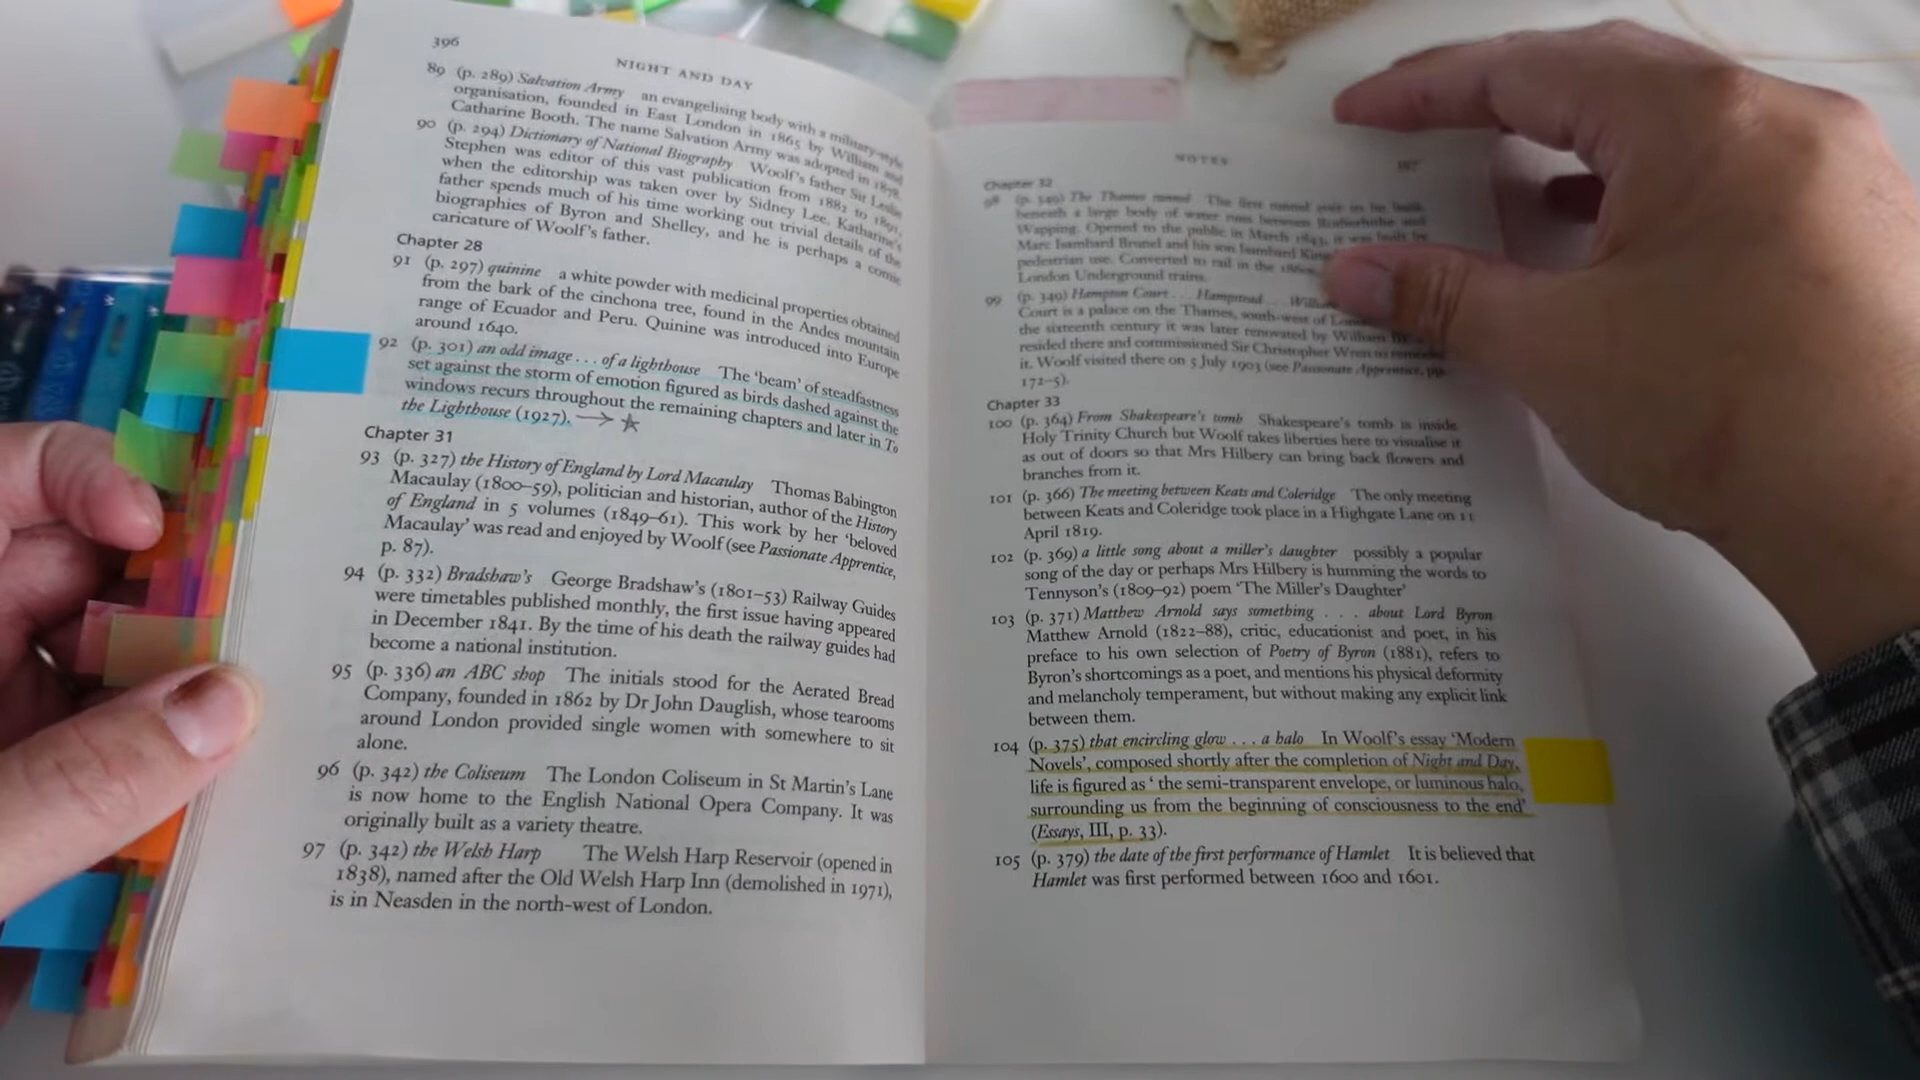 396
NIGHT AND DAY
89 (p. 289) Salvation Army an evangelising body with a military-style
organisation, founded in East London in 1865 by William and
Catharine Booth. The name Salvation Army was adopted in 1878.
90 (p. 294) Dictionary of National Biography Woolf's father Sir Leslie
Stephen was editor of this vast publication from 1882 to 1891,
when the editorship was taken over by Sidney Lee. Katharine's
father spends much of his time working out trivial details of the
biographies of Byron and Shelley, and he is perhaps a comic
caricature of Woolf's father.
Chapter 28
91 (p. 297) quinine a white powder with medicinal properties obtained
from the bark of the cinchona tree, found in the Andes mountain
range of Ecuador and Peru. Quinine was introduced into Europe
around 1640.
92 (p. 301) an odd image . . . of a lighthouse The 'beam' of steadfastness
set against the storm of emotion figured as birds dashed against the
windows recurs throughout the remaining chapters and later in To
the Lighthouse (1927).
Chapter 31
93 (p. 327) the History of England by Lord Macaulay Thomas Babington
Macaulay (1800–59), politician and historian, author of the History
of England in 5 volumes (1849–61). This work by her 'beloved
Macaulay' was read and enjoyed by Woolf (see Passionate Apprentice,
p. 87).
94 (p. 332) Bradshaw's George Bradshaw's (1801–53) Railway Guides
were timetables published monthly, the first issue having appeared
in December 1841. By the time of his death the railway guides had
become a national institution.
95 (p. 336) an ABC shop The initials stood for the Aerated Bread
Company, founded in 1862 by Dr John Dauglish, whose tearooms
around London provided single women with somewhere to sit
alone.
96 (p. 342) the Coliseum The London Coliseum in St Martin's Lane
is now home to the English National Opera Company. It was
originally built as a variety theatre.
97 (p. 342) the Welsh Harp The Welsh Harp Reservoir (opened in
1838), named after the Old Welsh Harp Inn (demolished in 1971),
is in Neasden in the north-west of London.
NOTES
Chapter 32
98 (p. 349) The Thames tunnel The first tunnel ever to be built
beneath a large body of water runs between Rotherhithe and
Wapping. Opened to the public in March 1843, it was built by
Marc Isambard Brunel and his son Isambard
pedestrian use. Converted to rail in the 1860s
London Underground trains.
99 (p. 349) Hampton Court . . . Hampstead . . .
Court is a palace on the Thames, south-west of
the sixteenth century it was later renovated by William
resided there and commissioned Sir Christopher Wren to
it. Woolf visited there on 5 July 1903 (see Passionate Apprentice, pp.
172–5).
Chapter 33
100 (p. 364) From Shakespeare's tomb Shakespeare's tomb is inside
Holy Trinity Church but Woolf takes liberties here to visualise it
as out of doors so that Mrs Hilbery can bring back flowers and
branches from it.
101 (p. 366) The meeting between Keats and Coleridge The only meeting
between Keats and Coleridge took place in a Highgate Lane on 11
April 1819.
102 (p. 369) a little song about a miller's daughter possibly a popular
song of the day or perhaps Mrs Hilbery is humming the words to
Tennyson's (1809–92) poem 'The Miller's Daughter'
103 (p. 371) Matthew Arnold says something . . . about Lord Byron
Matthew Arnold (1822–88), critic, educationist and poet, in his
preface to his own selection of Poetry of Byron (1881), refers to
Byron's shortcomings as a poet, and mentions his physical deformity
and melancholy temperament, but without making any explicit link
between them.
104 (p. 375) that encircling glow . . . a halo In Woolf's essay 'Modern
Novels', composed shortly after the completion of Night and Day,
life is figured as ' the semi-transparent envelope, or luminous halo,
surrounding us from the beginning of consciousness to the end'
(Essays, III, p. 33).
105 (p. 379) the date of the first performance of Hamlet It is believed that
Hamlet was first performed between 1600 and 1601.